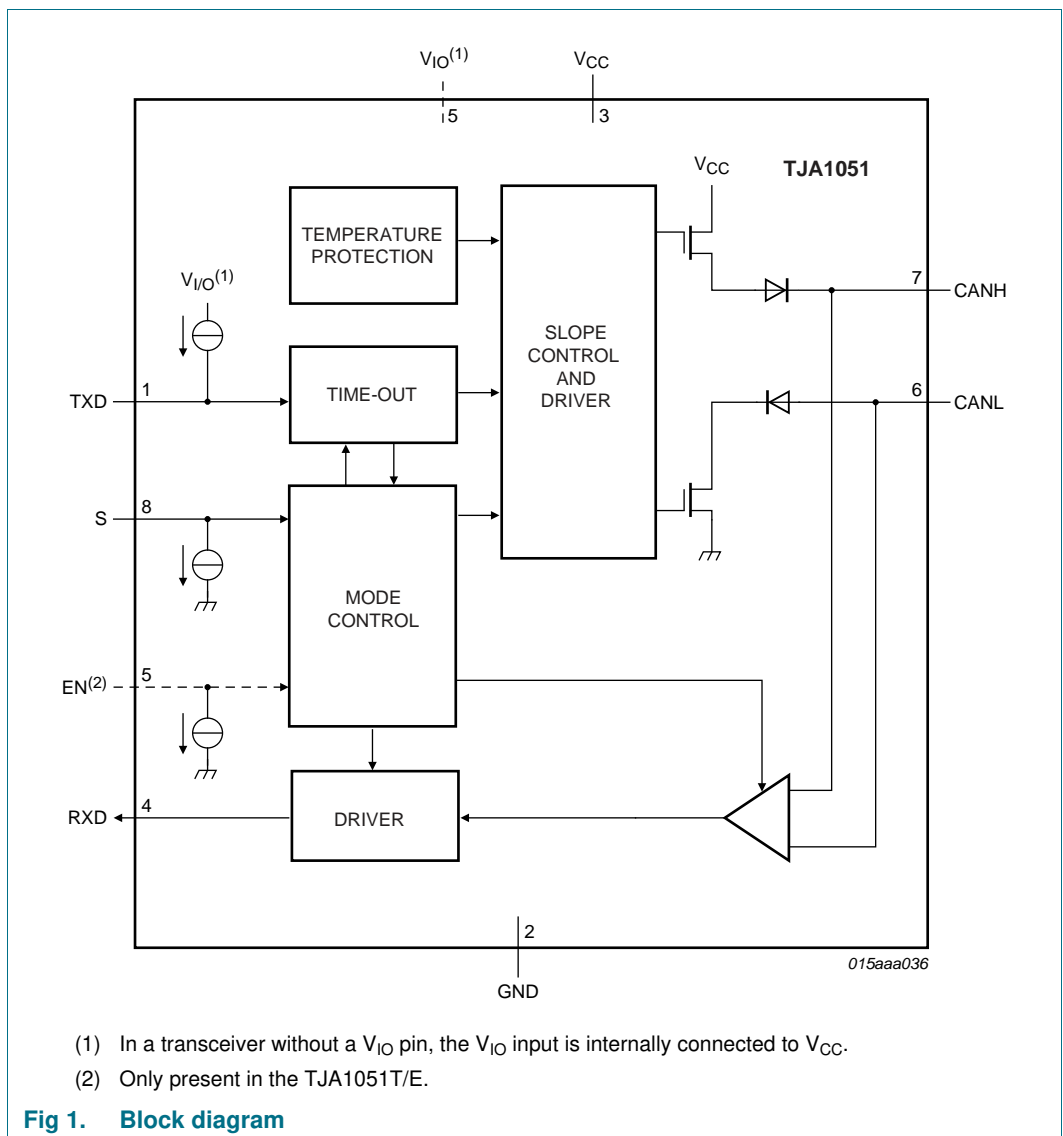 VIO(1)
VCC
5
3
VCC
TJA1051
TEMPERATURE
PROTECTION
VI/O(1)
7
CANH
SLOPE
CONTROL
AND
DRIVER
TXD
1
TIME-OUT
6
CANL
S
8
MODE
CONTROL
EN(2)
5
RXD
4
DRIVER
2
015aaa036
GND
(1) In a transceiver without a VIO pin, the VIO input is internally connected to VCC.
(2) Only present in the TJA1051T/E.
Fig 1. Block diagram